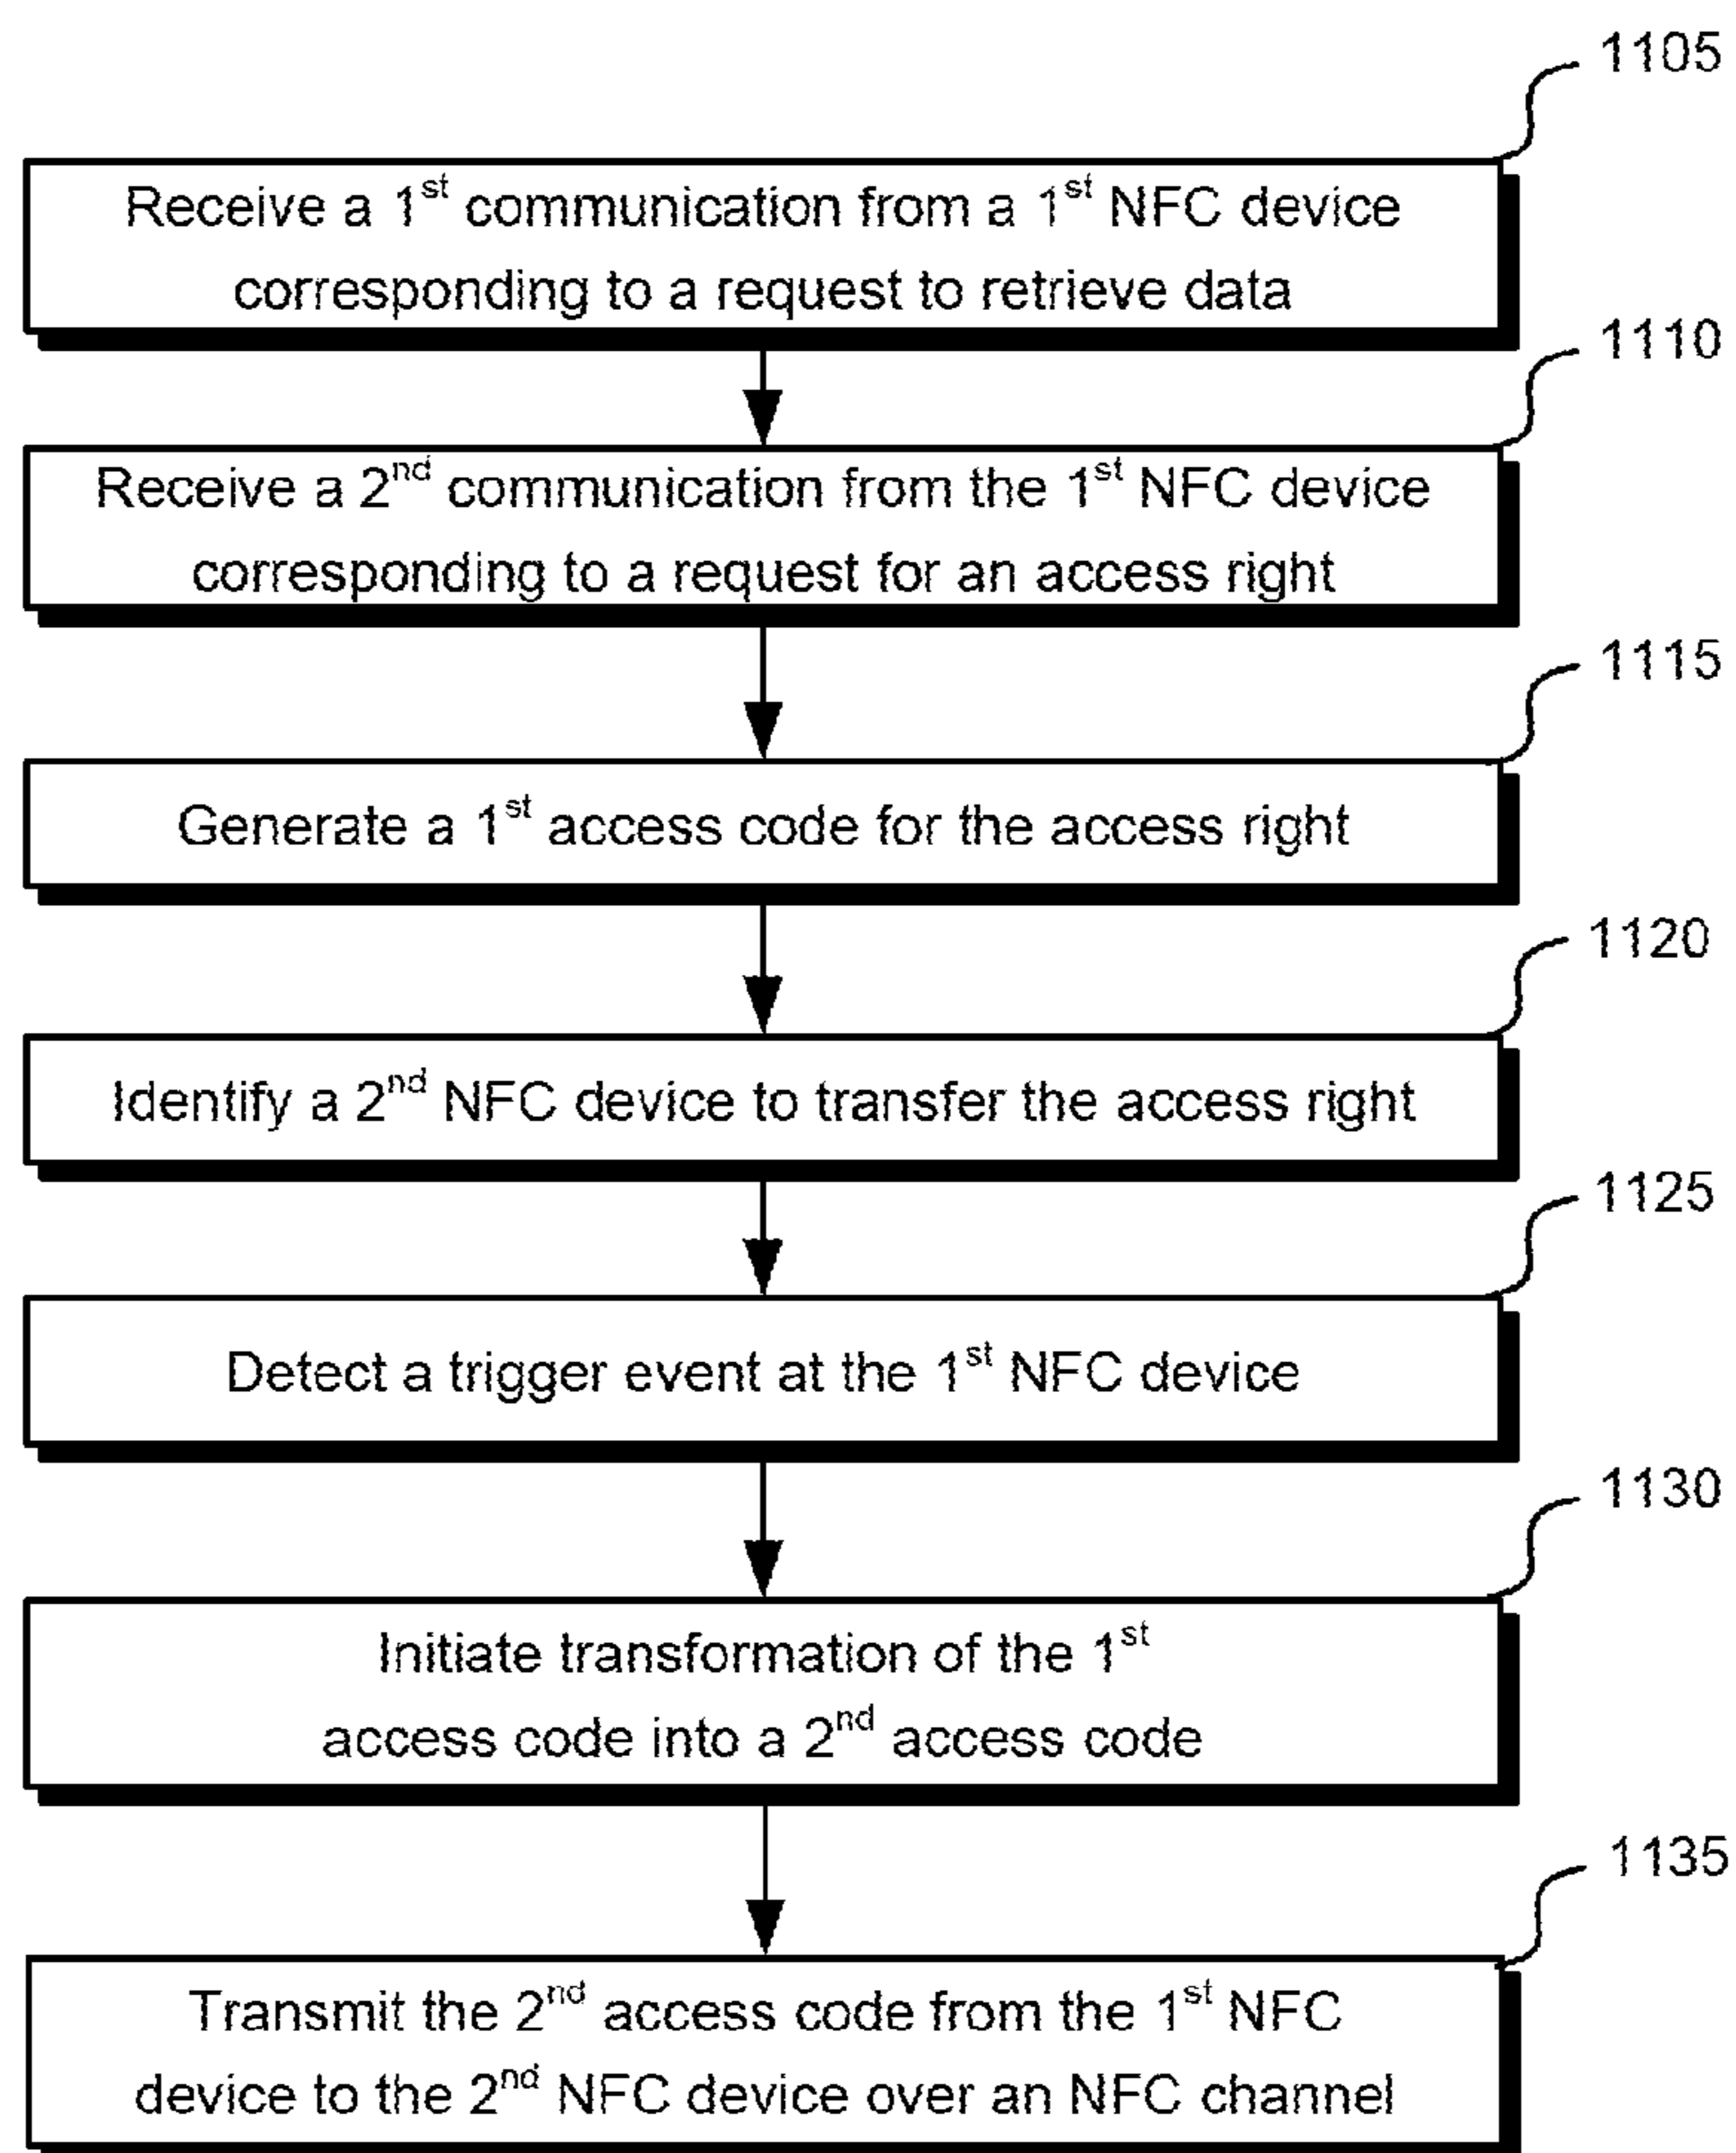 1105
Receive a 1st communication from a 1st NFC device
corresponding to a request to retrieve data
1110
Receive a 2nd communication from the 1st NFC device
corresponding to a request for an access right
1115
Generate a 1st access code for the access right
1120
Identify a 2nd NFC device to transfer the access right
1125
Detect a trigger event at the 1st NFC device
1130
Initiate transformation of the 1st
access code into a 2nd access code
1135
Transmit the 2nd access code from the 1st NFC
device to the 2nd NFC device over an NFC channel